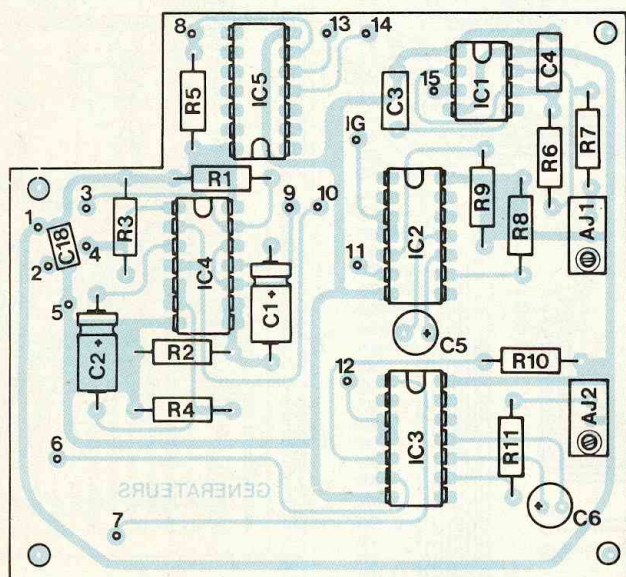 8
13
14
R5
IC5
C3
15
IC1
C4
IG
R1
R6
R7
3
9
10
R9
R8
1
C18
R3
IC4
IC2
AJ1
4
2
11
5
C1 +
C2 +
C5
+
R2
12
R10
R4
IC3
AJ2
R11
6
GENERATEURS
+
C6
7